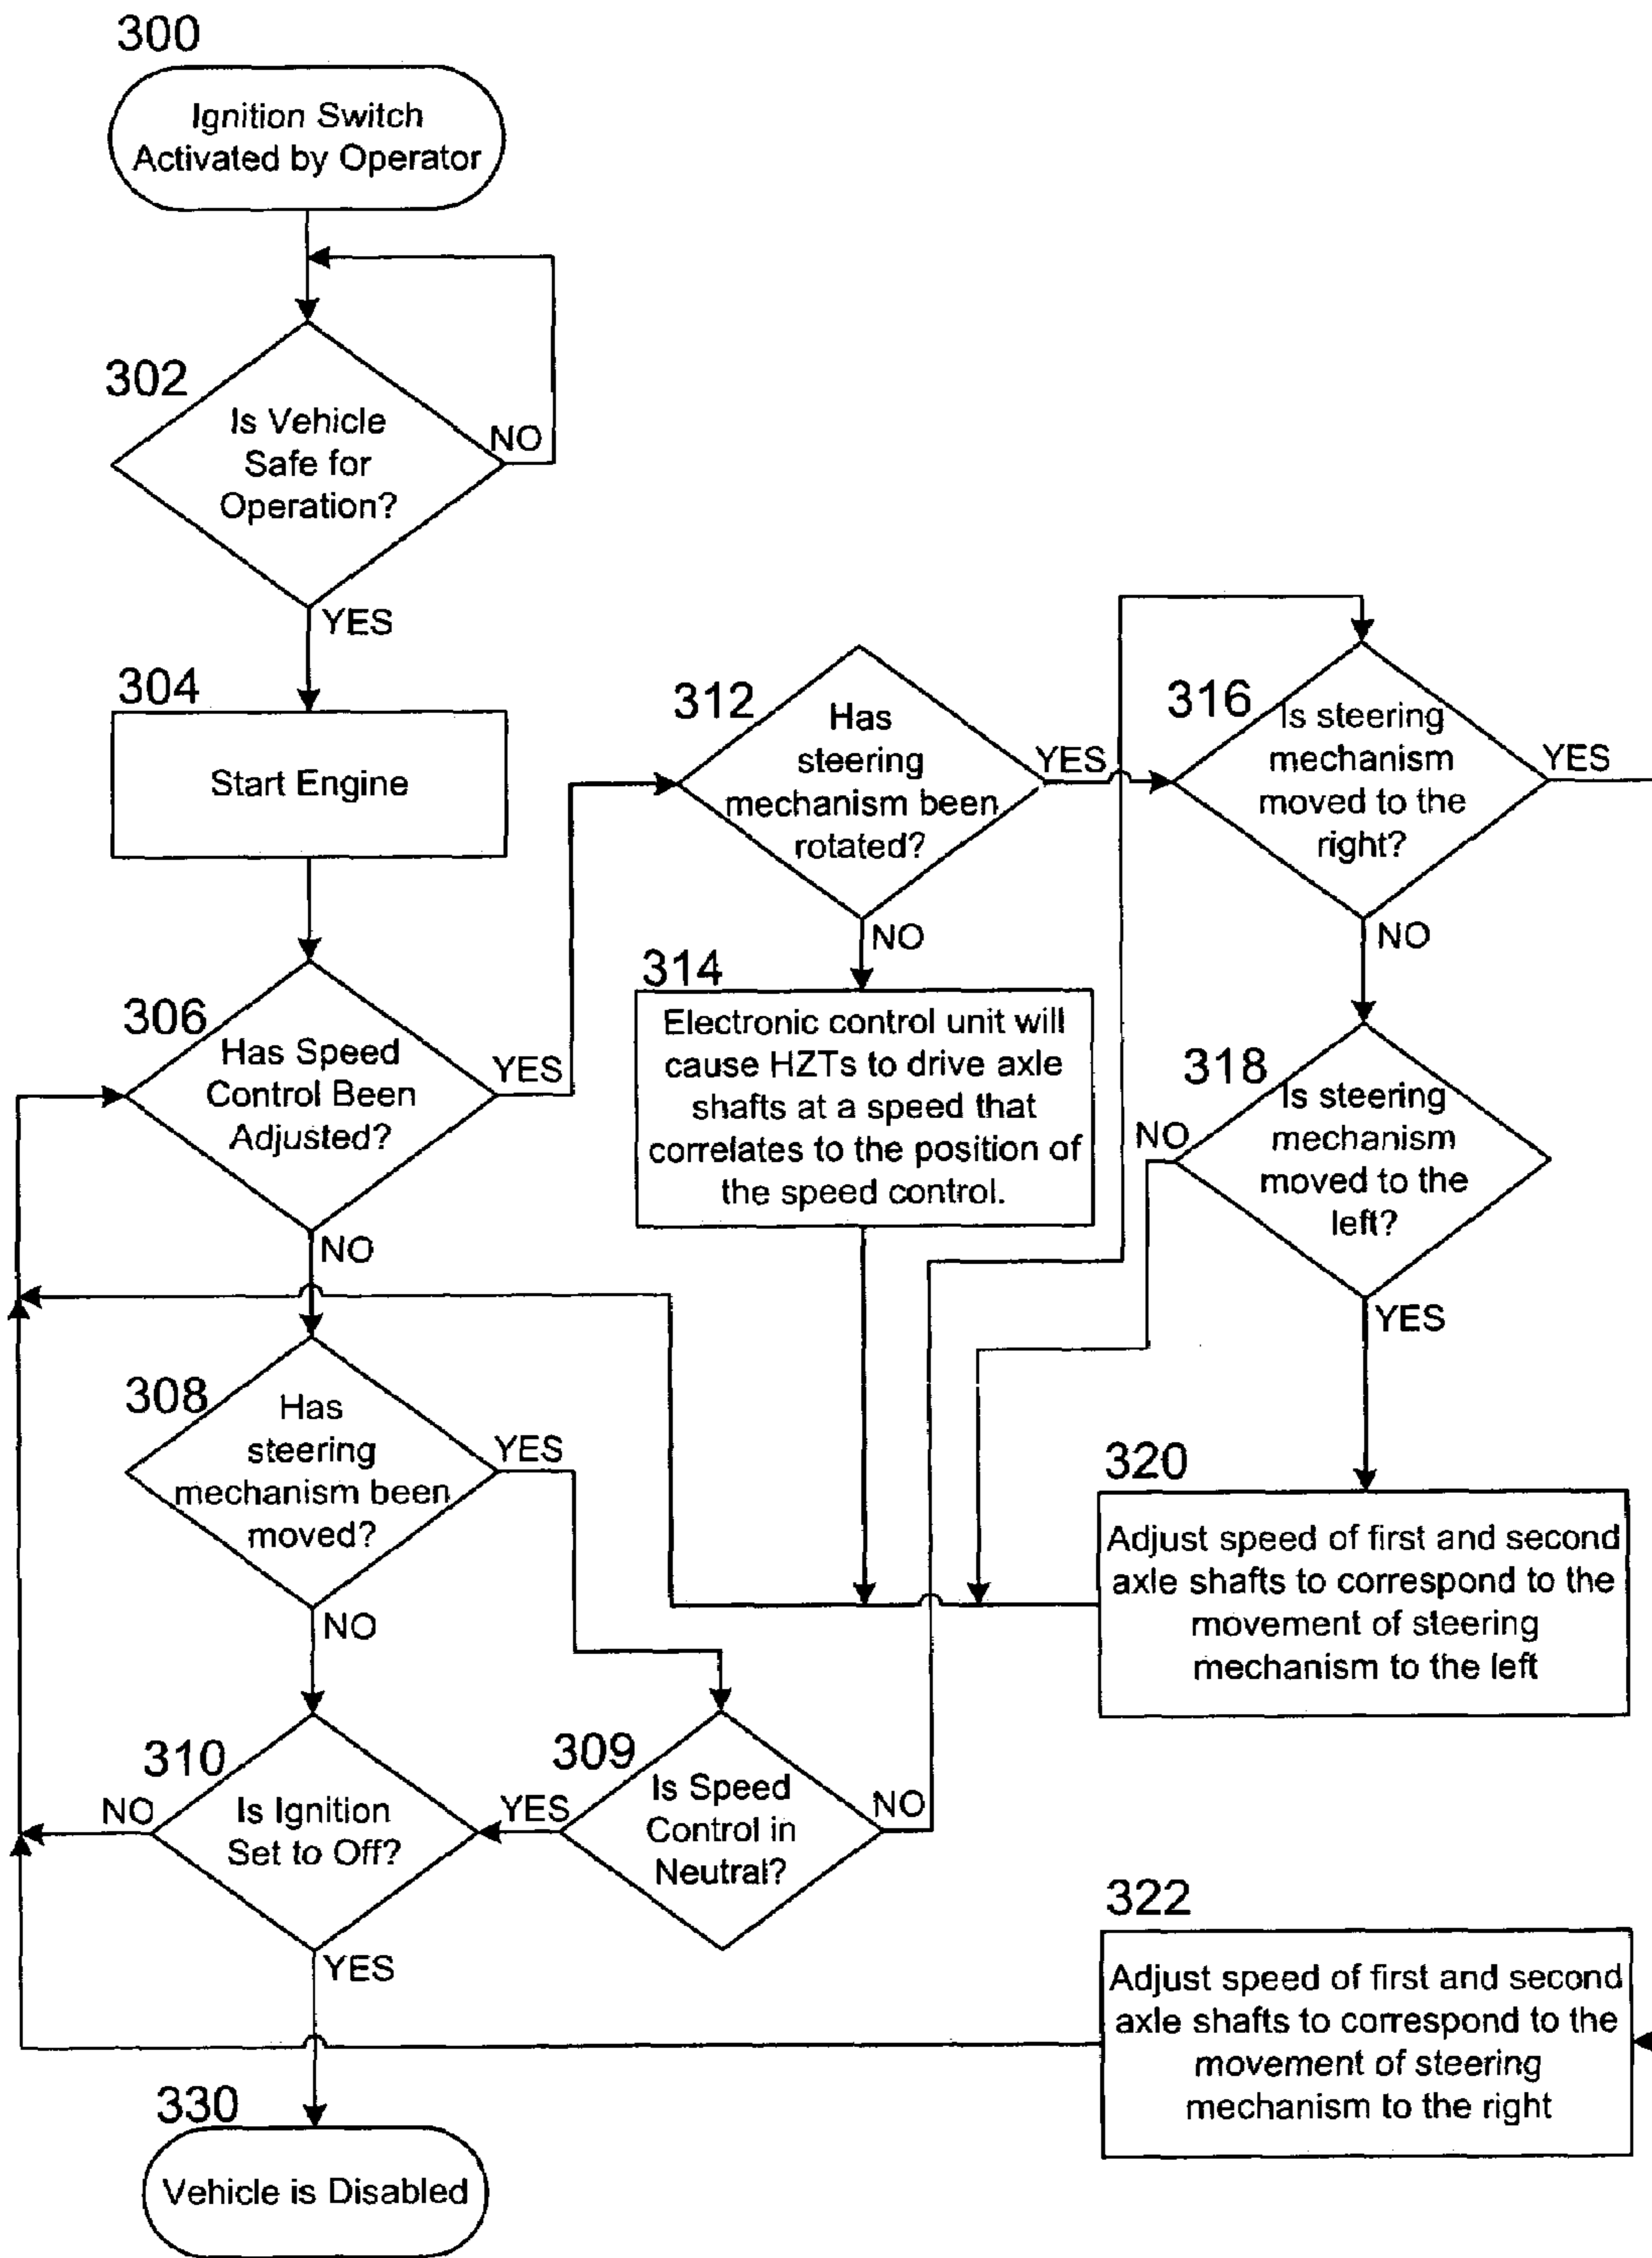 300
Ignition Switch
Activated by Operator
302
Is Vehicle
Safe for
Operation?
NO
YES
304
Start Engine
306
Has Speed
Control Been
Adjusted?
YES
NO
308
Has
steering
mechanism been
moved?
YES
NO
310
Is Ignition
Set to Off?
NO
YES
309
Is Speed
Control in
Neutral?
YES
NO
312
Has
steering
mechanism been
rotated?
YES
NO
314
Electronic control unit will
cause HZTs to drive axle
shafts at a speed that
correlates to the position of
the speed control.
316
Is steering
mechanism
moved to the
right?
YES
NO
318
Is steering
mechanism
moved to the
left?
NO
YES
320
Adjust speed of first and second
axle shafts to correspond to the
movement of steering
mechanism to the left
322
Adjust speed of first and second
axle shafts to correspond to the
movement of steering
mechanism to the right
330
Vehicle is Disabled